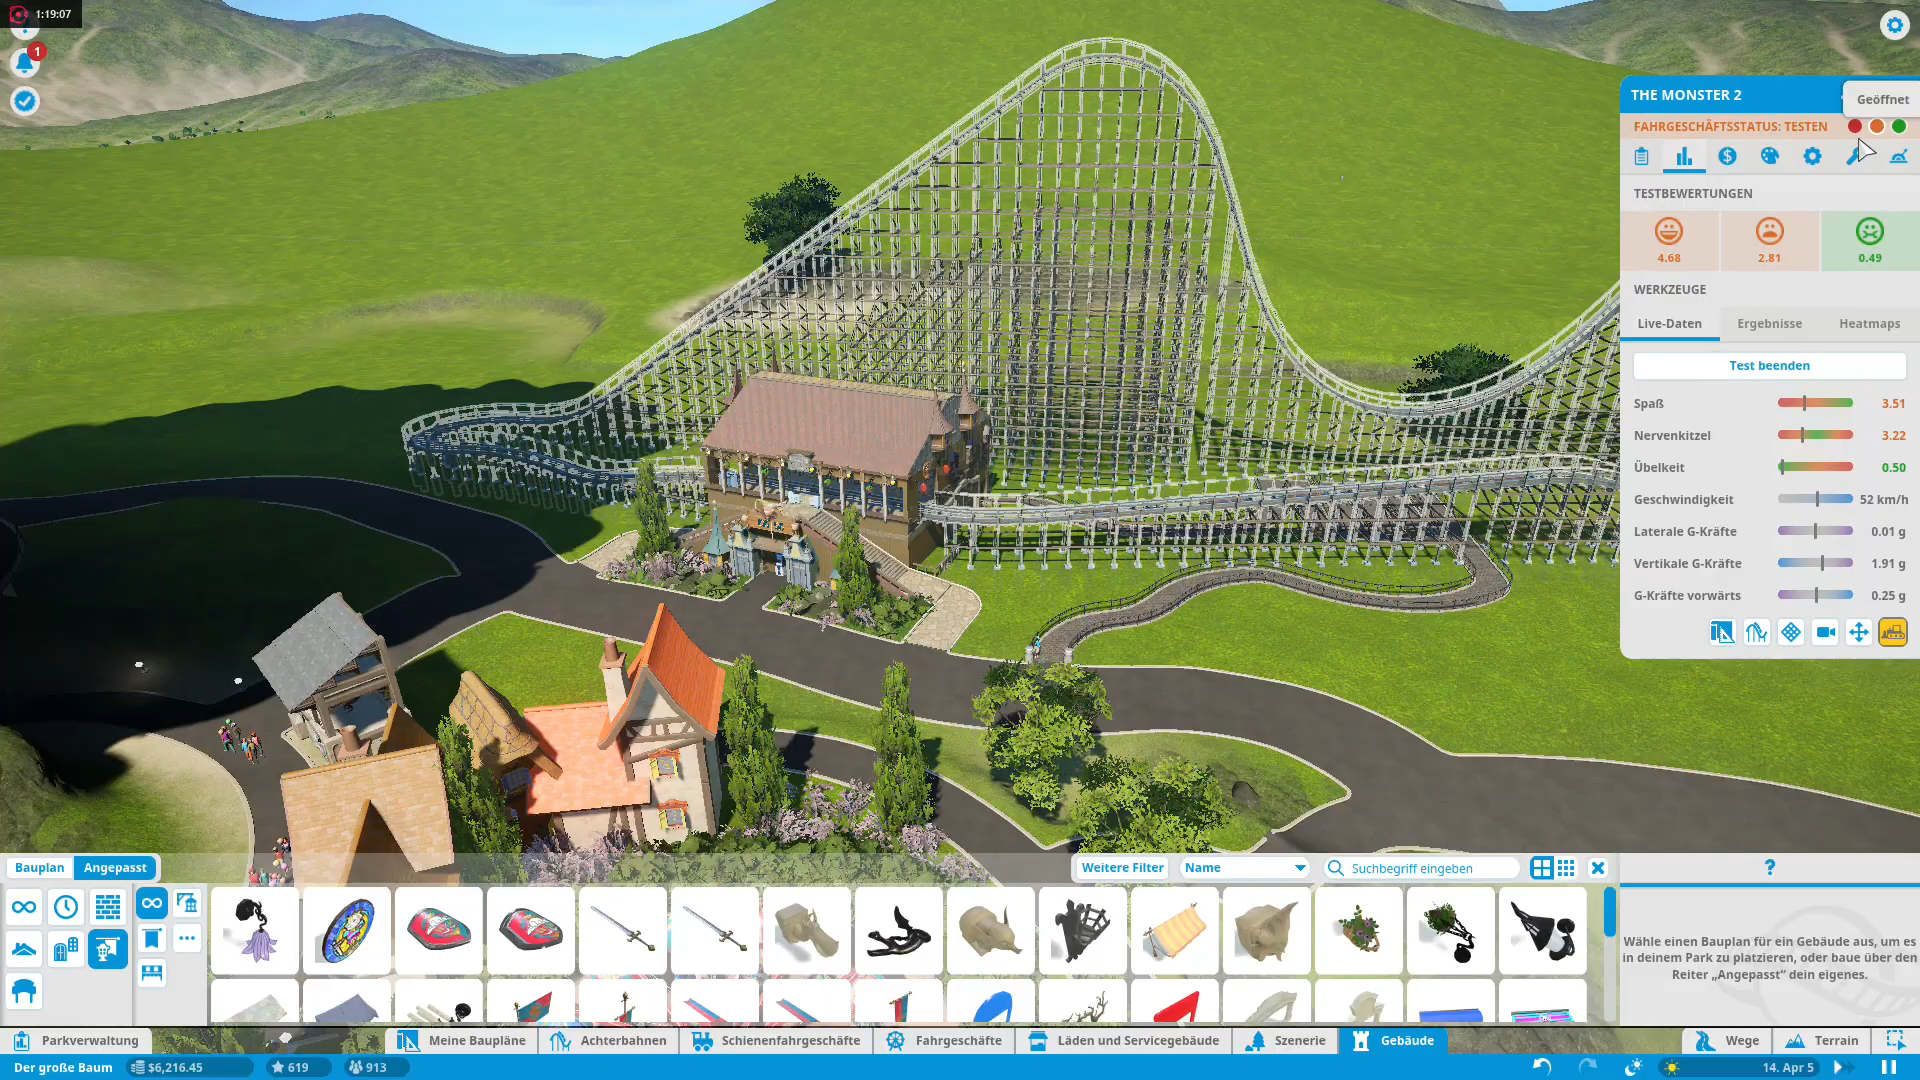 1:19:07
1
THE MONSTER 2
Geöffnet
FAHRGESCHÄFTSSTATUS: TESTEN
TESTBEWERTUNGEN
4.68
2.81
0.49
WERKZEUGE
Live-Daten
Ergebnisse
Heatmaps
Test beenden
Spaß 3.51
Nervenkitzel 3.22
Übelkeit 0.50
Geschwindigkeit 52 km/h
Laterale G-Kräfte 0.01 g
Vertikale G-Kräfte 1.91 g
G-Kräfte vorwärts 0.25 g
Bauplan
Angepasst
Weitere Filter
Name
Suchbegriff eingeben
?
Wähle einen Bauplan für ein Gebäude aus, um es
in deinem Park zu platzieren, oder baue über den
Reiter „Angepasst" dein eigenes.
Parkverwaltung
Meine Baupläne
Achterbahnen
Schienenfahrgeschäfte
Fahrgeschäfte
Läden und Servicegebäude
Szenerie
Gebäude
Wege
Terrain
Der große Baum
$6,216.45
619
913
14. Apr 5